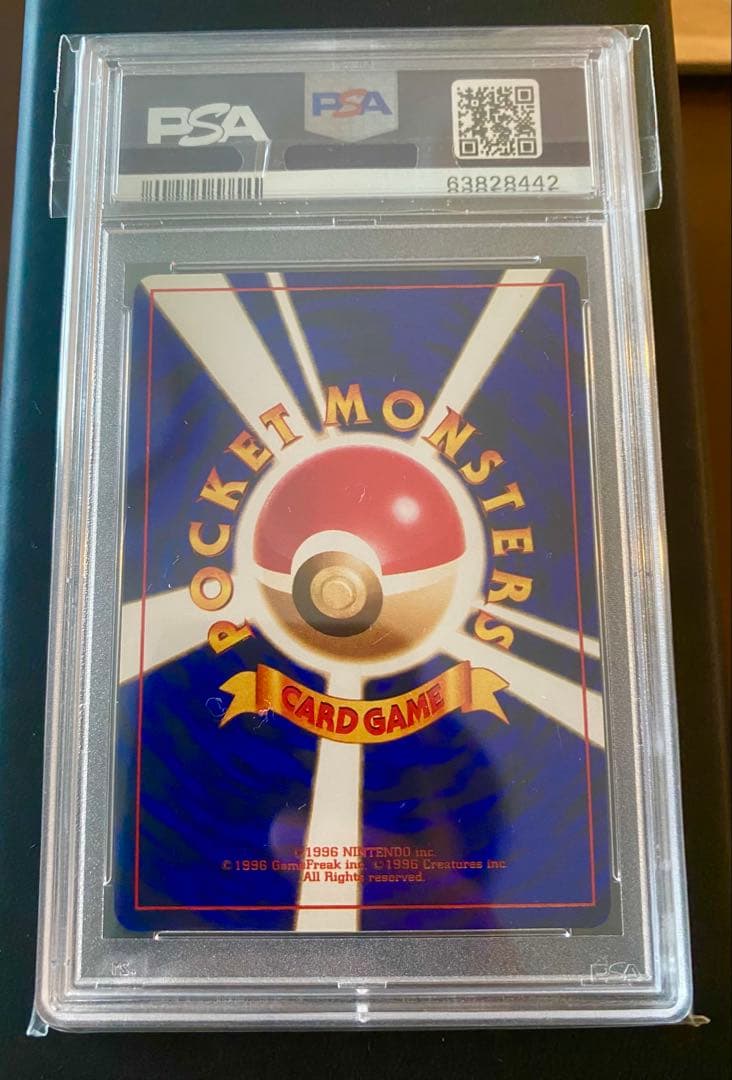 PSA
PSA
63828442
POCKET MONSTERS
CARD GAME
©1996 NINTENDO inc.
©1996 GameFreak inc. ©1996 Creatures inc.
All Rights reserved.
PSA